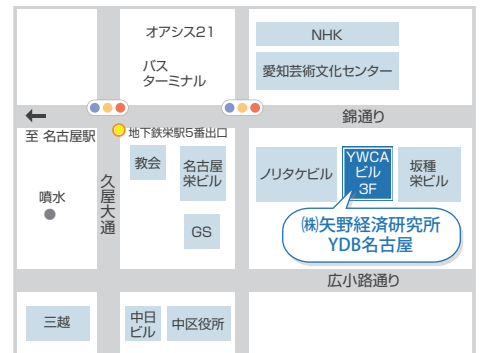 オアシス21
NHK
バス
ターミナル
愛知芸術文化センター
錦通り
至 名古屋駅
地下鉄栄駅5番出口
教会
名古屋
栄ビル
ノリタケビル
YWCA
ビル
3F
坂種
栄ビル
久屋大通
噴水
GS
㈱矢野経済研究所
YDB名古屋
広小路通り
三越
中日
ビル
中区役所